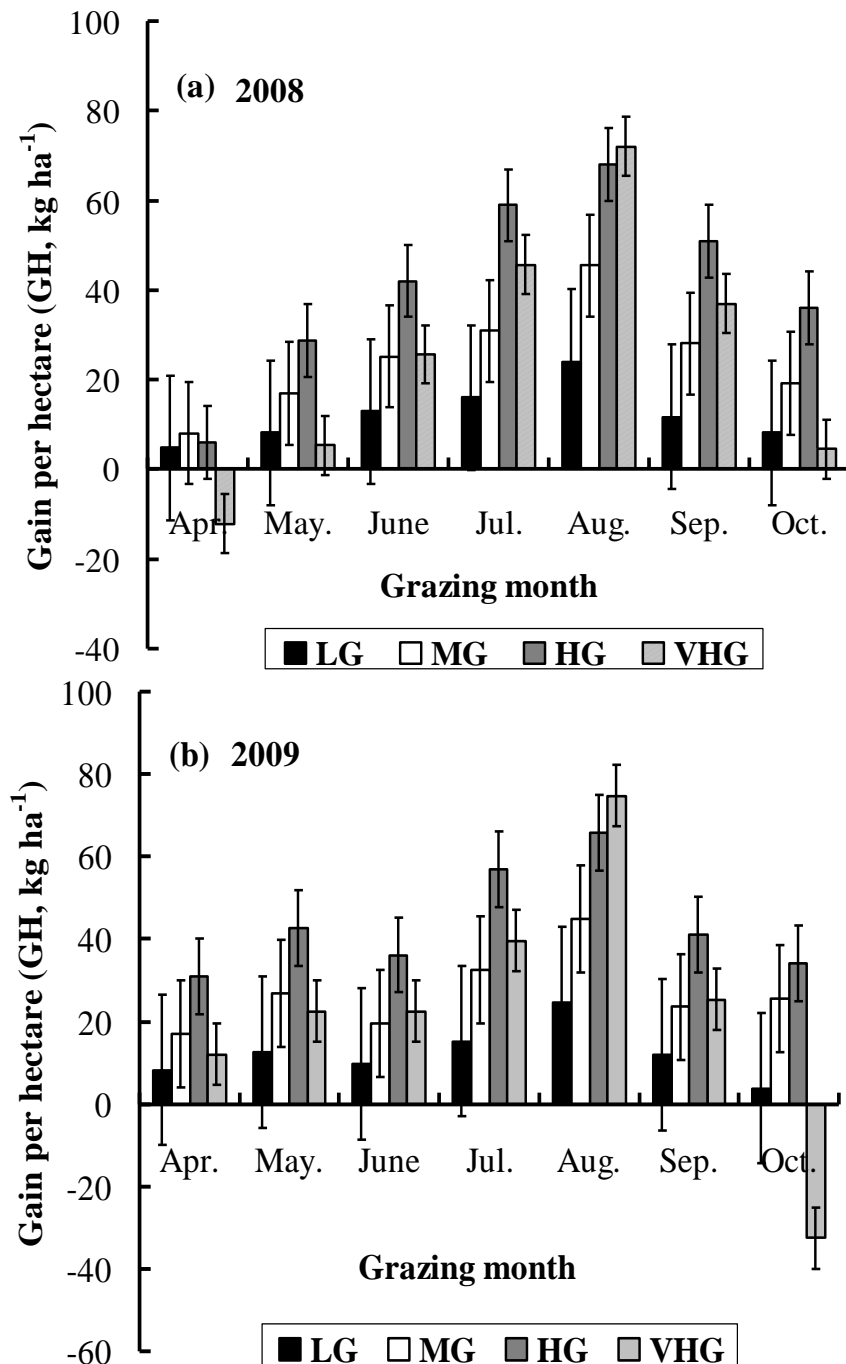 100
80
60
40
20
0
-20
-40
Gain per hectare (GH, kg ha-1)
(a) 2008
Apr. May. June Jul. Aug. Sep. Oct.
Grazing month
LG MG HG VHG
100
80
60
40
20
0
-20
-40
-60
Gain per hectare (GH, kg ha-1)
(b) 2009
Apr. May. June Jul. Aug. Sep. Oct.
Grazing month
LG MG HG VHG